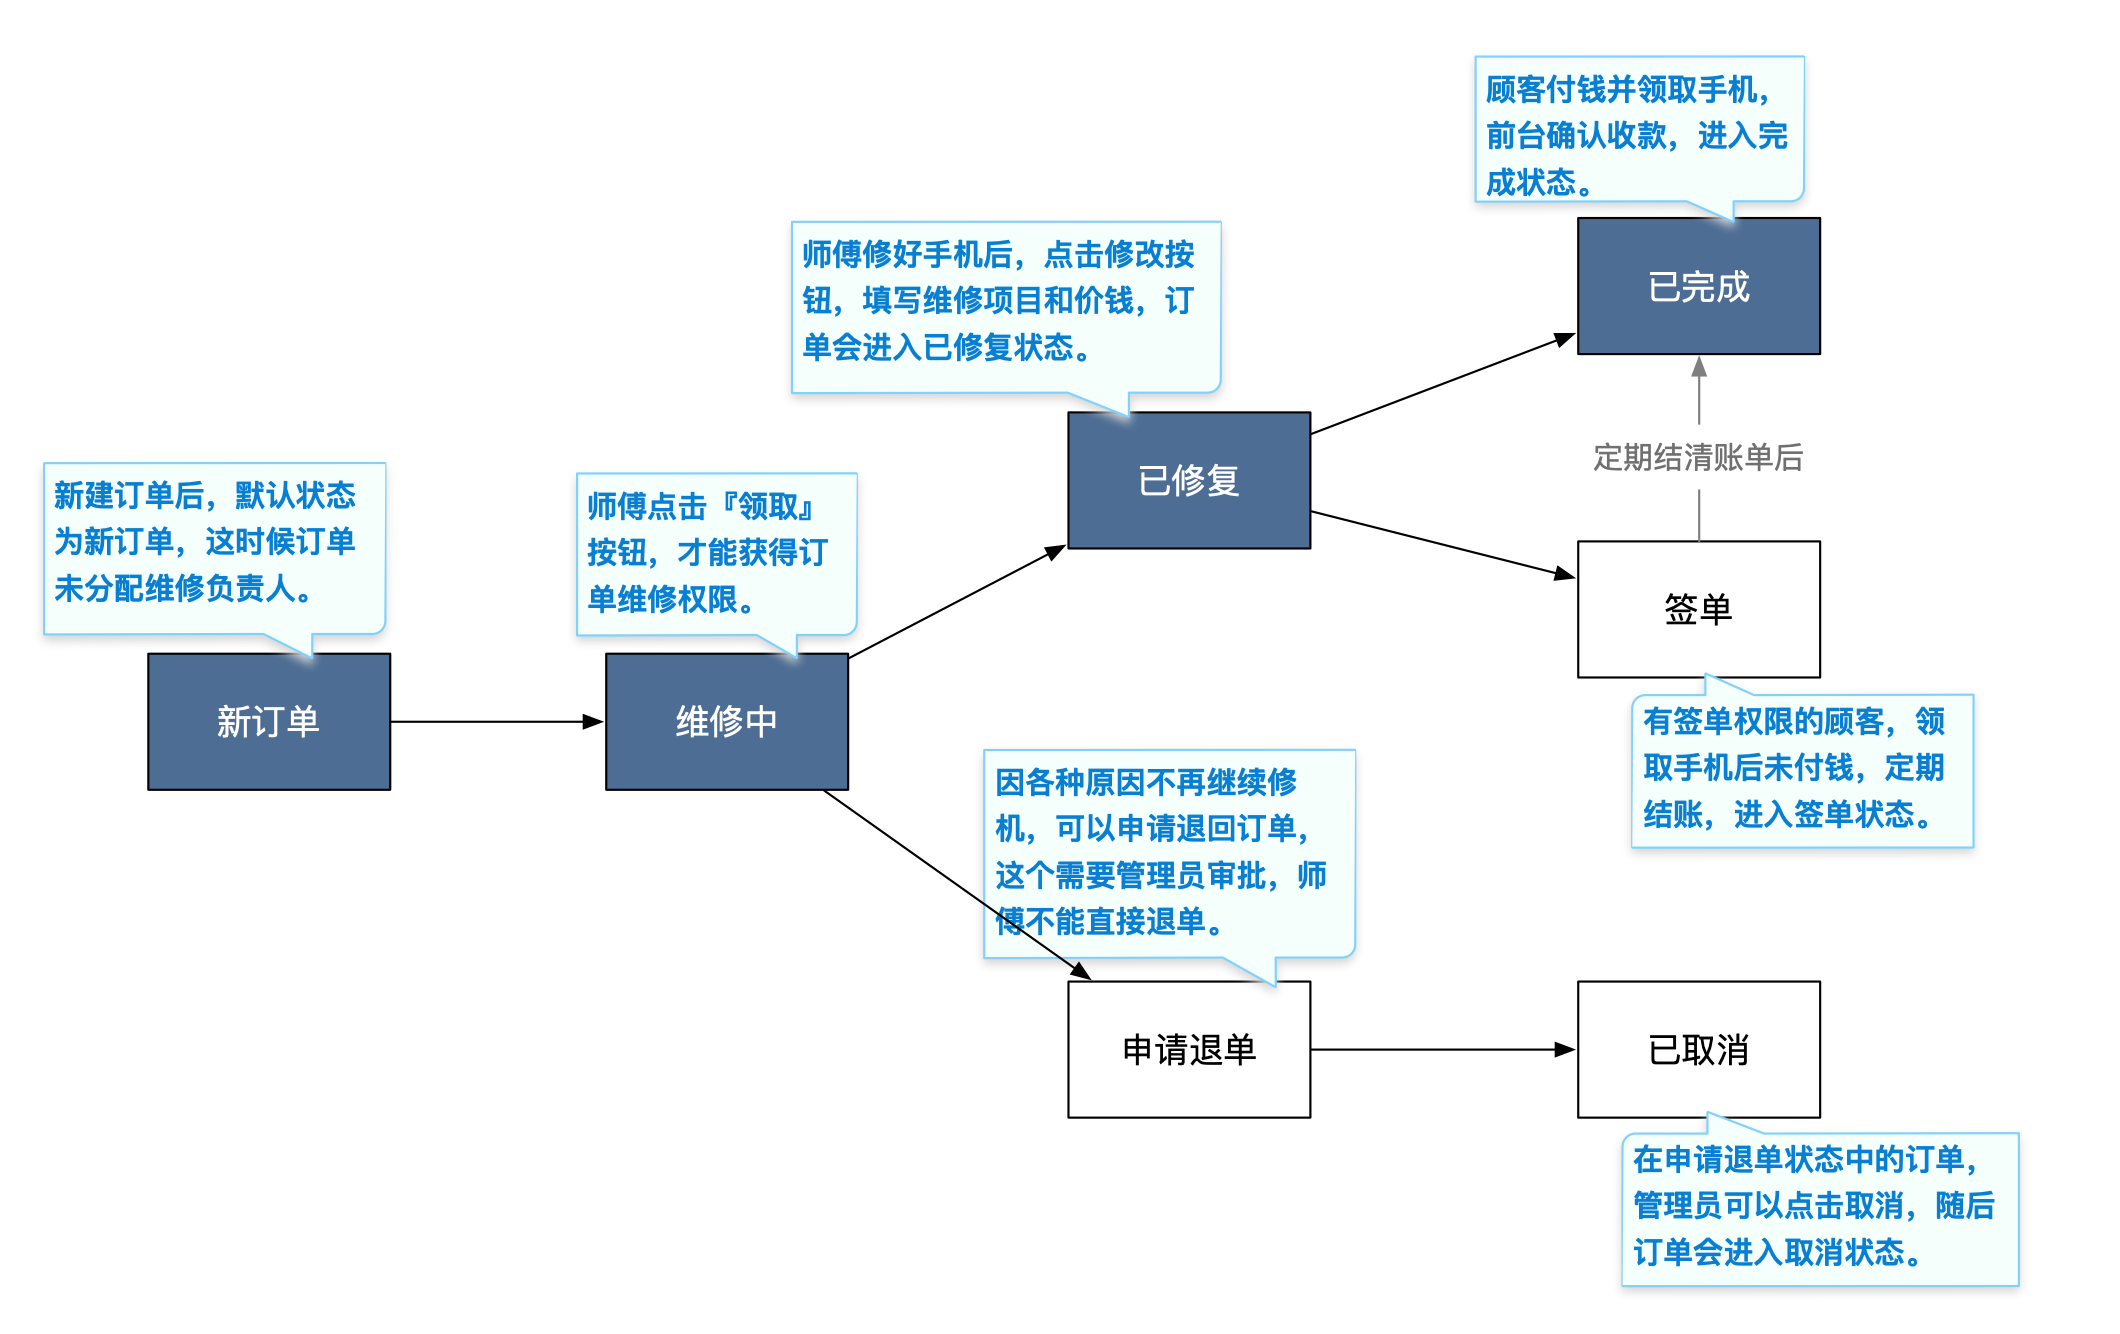 顾客付钱并领取手机，
前台确认收款，进入完
成状态。
已完成
师傅修好手机后，点击修改按
钮，填写维修项目和价钱，订
单会进入已修复状态。
已修复
定期结清账单后
新建订单后，默认状态
为新订单，这时候订单
未分配维修负责人。
新订单
师傅点击『领取』
按钮，才能获得订
单维修权限。
维修中
签单
有签单权限的顾客，领
取手机后未付钱，定期
结账，进入签单状态。
因各种原因不再继续修
机，可以申请退回订单，
这个需要管理员审批，师
傅不能直接退单。
申请退单
已取消
在申请退单状态中的订单，
管理员可以点击取消，随后
订单会进入取消状态。